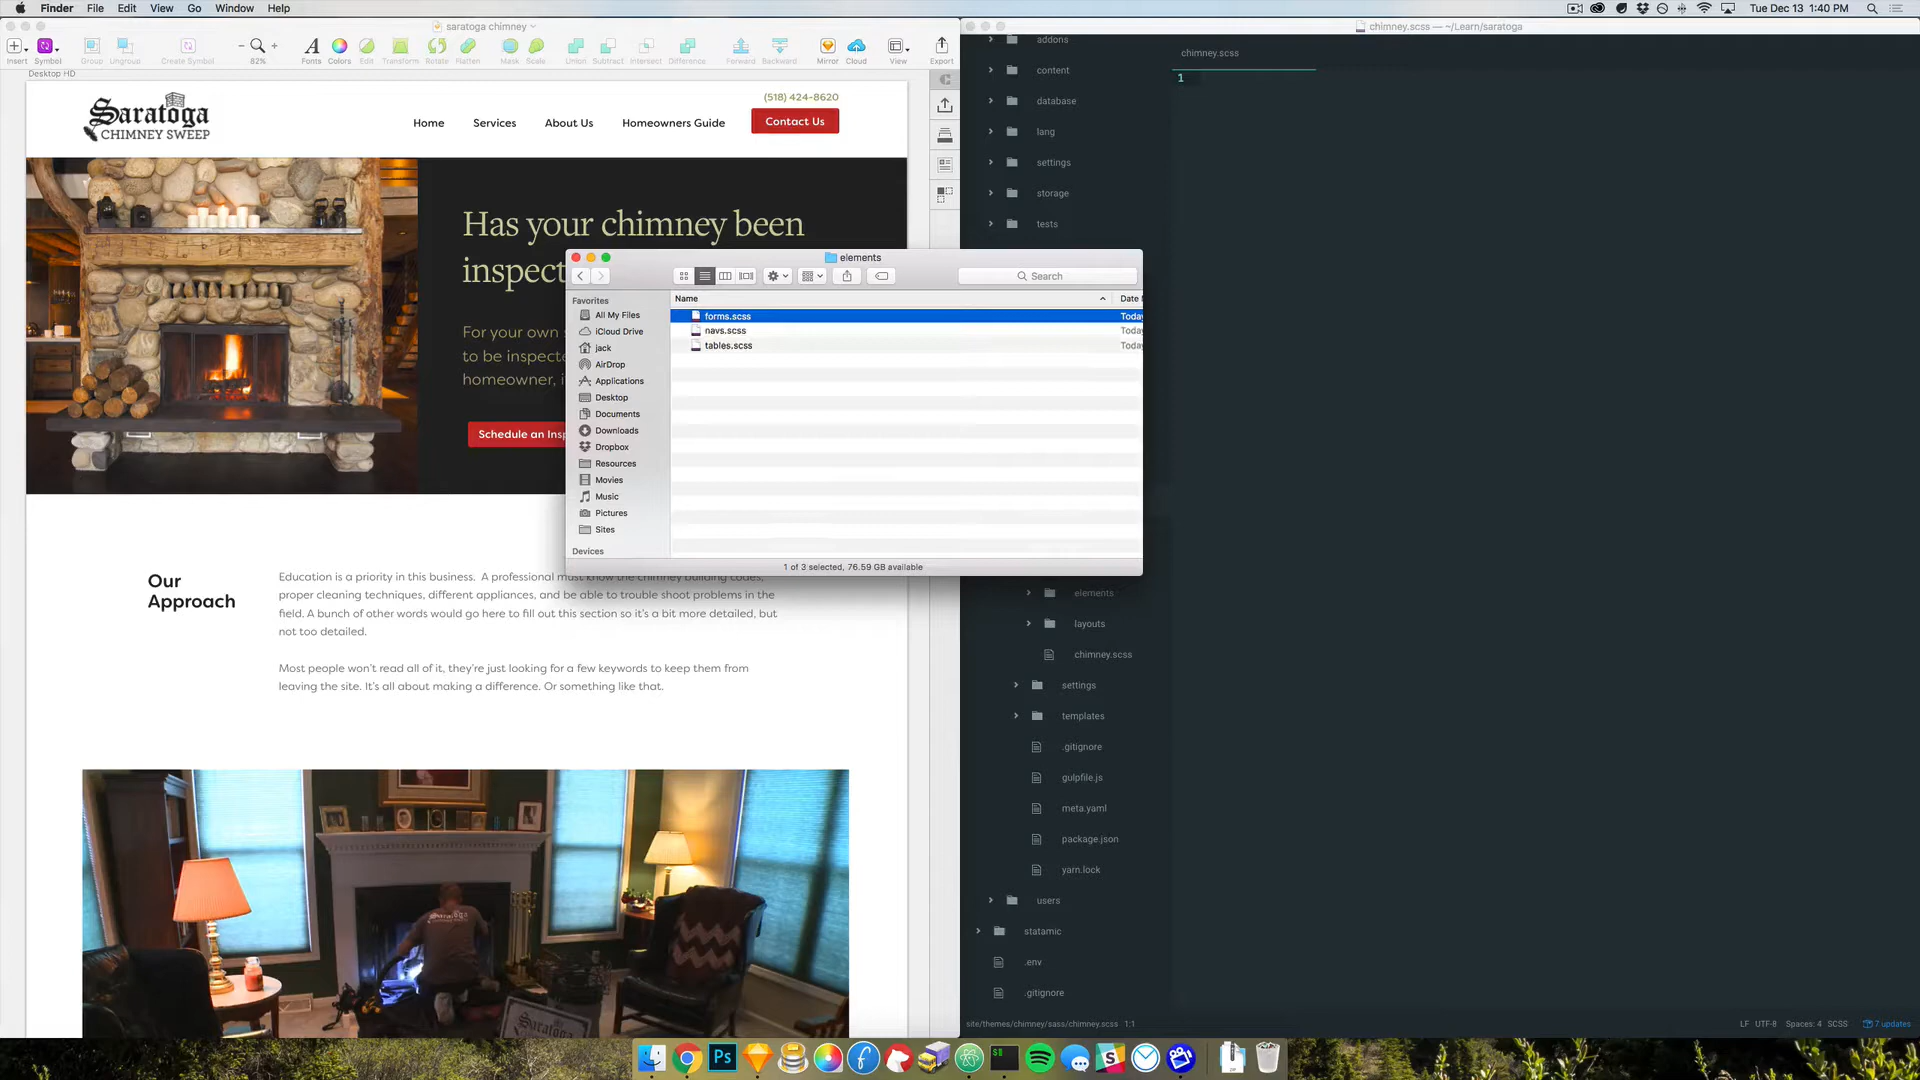 Finder File Edit View Go Window Help
Tue Dec 13 1:40 PM
saratoga chimney
chimney.scss — ~/Learn/saratoga
Insert Symbol Group Ungroup Create Symbol 82% Fonts Colors Edit Transform Rotate Flatten Mask Scale Union Subtract Intersect Difference Forward Backward Mirror Cloud View Export
Desktop HD
Saratoga
CHIMNEY SWEEP
(518) 424-8620
Home Services About Us Homeowners Guide Contact Us
Has your chimney been
inspect
For your own s
to be inspecte
homeowner, i
Schedule an Insp
Our
Approach
Education is a priority in this business. A professional must know the chimney building codes,
proper cleaning techniques, different appliances, and be able to trouble shoot problems in the
field. A bunch of other words would go here to fill out this section so it's a bit more detailed, but
not too detailed.
Most people won't read all of it, they're just looking for a few keywords to keep them from
leaving the site. It's all about making a difference. Or something like that.
elements
Search
Favorites
All My Files
iCloud Drive
jack
AirDrop
Applications
Desktop
Documents
Downloads
Dropbox
Resources
Movies
Music
Pictures
Sites
Devices
Name Date
forms.scss Today
navs.scss Today
tables.scss Today
1 of 3 selected, 76.59 GB available
addons
content
database
lang
settings
storage
tests
elements
layouts
chimney.scss
settings
templates
.gitignore
gulpfile.js
meta.yaml
package.json
yarn.lock
users
statamic
.env
.gitignore
chimney.scss
1
site/themes/chimney/sass/chimney.scss 1:1
LF UTF-8 Spaces: 4 SCSS 7 updates
Ps